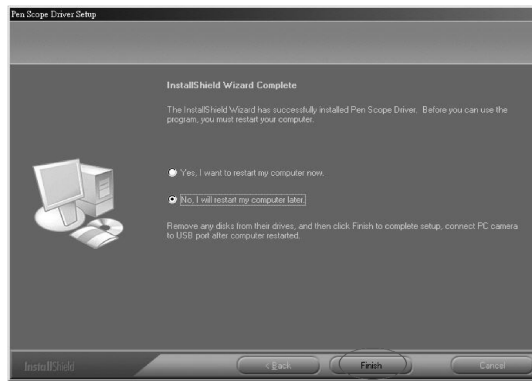 Pen Scope Driver Setup
InstallShield Wizard Complete
The InstallShield Wizard has successfully installed Pen Scope Driver. Before you can use the
program, you must restart your computer.
Yes, I want to restart my computer now.
No, I will restart my computer later.
Remove any disks from their drives, and then click Finish to complete setup, connect PC camera
to USB port after computer restarted.
InstallShield
< Back
Finish
Cancel